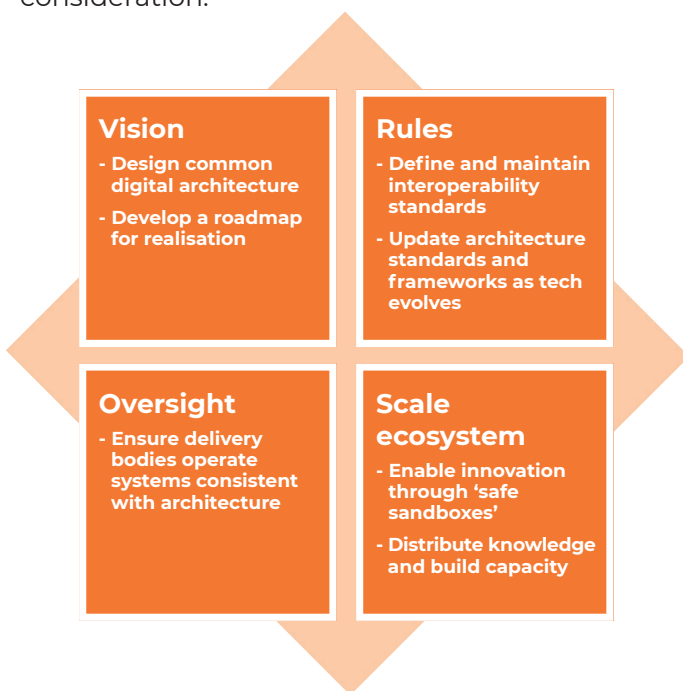 consideration.
Vision
- Design common
digital architecture
- Develop a roadmap
for realisation
Rules
- Define and maintain
interoperability
standards
- Update architecture
standards and
frameworks as tech
evolves
Oversight
- Ensure delivery
bodies operate
systems consistent
with architecture
Scale
ecosystem
- Enable innovation
through ‘safe
sandboxes’
- Distribute knowledge
and build capacity